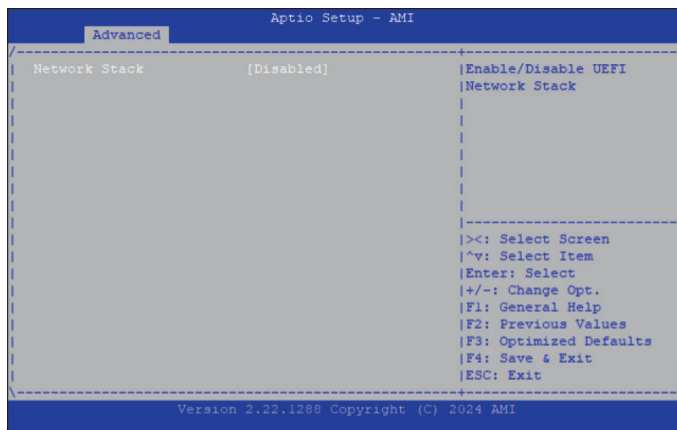 Aptio Setup - AMI
Advanced
Network Stack [Disabled]
Enable/Disable UEFI
Network Stack
><: Select Screen
^v: Select Item
Enter: Select
+/-: Change Opt.
F1: General Help
F2: Previous Values
F3: Optimized Defaults
F4: Save & Exit
ESC: Exit
Version 2.22.1288 Copyright (C) 2024 AMI